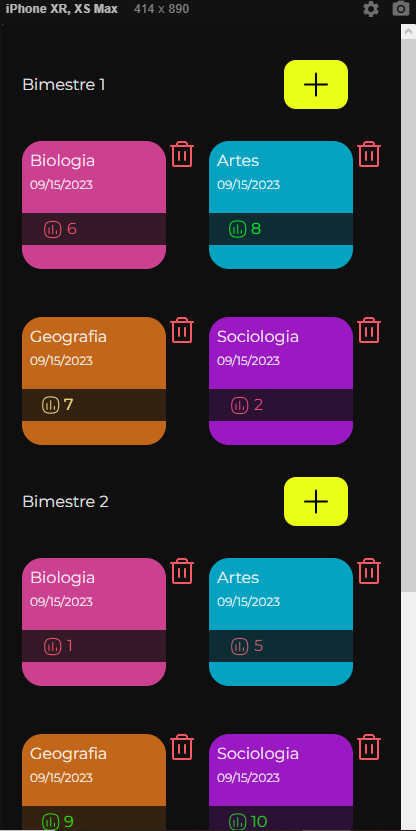 iPhone XR, XS Max 414 x 890
Bimestre 1
Biologia Artes
09/15/2023 09/15/2023
6 8
Geografia Sociologia
09/15/2023 09/15/2023
7 2
Bimestre 2
Biologia Artes
09/15/2023 09/15/2023
1 5
Geografia Sociologia
09/15/2023 09/15/2023
9 10